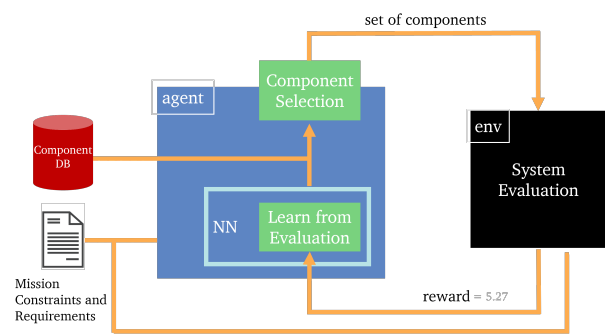 set of components
Component
Selection
agent
env
Component
DB
System
Evaluation
NN
Learn from
Evaluation
Mission
Constraints and
Requirements
reward = 5.27